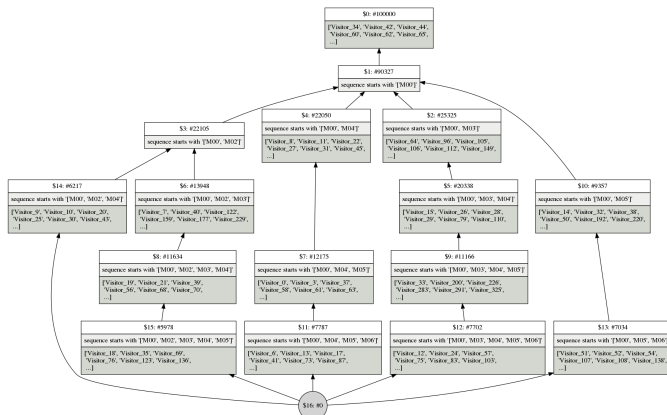 $0: #100000
['Visitor_34', 'Visitor_42', 'Visitor_44',
'Visitor_60', 'Visitor_62', 'Visitor_65',
...]
$1: #90327
sequence starts with '['M00']'
$3: #22105
sequence starts with '['M00', 'M02']'
$4: #22050
sequence starts with '['M00', 'M04']'
['Visitor_8', 'Visitor_11', 'Visitor_22',
'Visitor_27', 'Visitor_31', 'Visitor_45',
...]
$2: #25325
sequence starts with '['M00', 'M03']'
['Visitor_64', 'Visitor_96', 'Visitor_105',
'Visitor_106', 'Visitor_112', 'Visitor_149',
...]
$14: #6217
sequence starts with '['M00', 'M02', 'M04']'
['Visitor_9', 'Visitor_10', 'Visitor_20',
'Visitor_25', 'Visitor_30', 'Visitor_43',
...]
$6: #13948
sequence starts with '['M00', 'M02', 'M03']'
['Visitor_7', 'Visitor_40', 'Visitor_122',
'Visitor_159', 'Visitor_177', 'Visitor_229',
...]
$5: #20338
sequence starts with '['M00', 'M03', 'M04']'
['Visitor_15', 'Visitor_26', 'Visitor_28',
'Visitor_29', 'Visitor_79', 'Visitor_110',
...]
$10: #9357
sequence starts with '['M00', 'M05']'
['Visitor_14', 'Visitor_32', 'Visitor_38',
'Visitor_50', 'Visitor_192', 'Visitor_220',
...]
$8: #11634
sequence starts with '['M00', 'M02', 'M03', 'M04']'
['Visitor_19', 'Visitor_21', 'Visitor_39',
'Visitor_56', 'Visitor_68', 'Visitor_70',
...]
$7: #12175
sequence starts with '['M00', 'M04', 'M05']'
['Visitor_0', 'Visitor_3', 'Visitor_37',
'Visitor_58', 'Visitor_61', 'Visitor_63',
...]
$9: #11166
sequence starts with '['M00', 'M03', 'M04', 'M05']'
['Visitor_33', 'Visitor_200', 'Visitor_226',
'Visitor_283', 'Visitor_291', 'Visitor_325',
...]
$15: #5978
sequence starts with '['M00', 'M02', 'M03', 'M04', 'M05']'
['Visitor_18', 'Visitor_35', 'Visitor_69',
'Visitor_76', 'Visitor_123', 'Visitor_136',
...]
$11: #7787
sequence starts with '['M00', 'M04', 'M05', 'M06']'
['Visitor_6', 'Visitor_13', 'Visitor_17',
'Visitor_41', 'Visitor_73', 'Visitor_87',
...]
$12: #7702
sequence starts with '['M00', 'M03', 'M04', 'M05', 'M06']'
['Visitor_12', 'Visitor_24', 'Visitor_57',
'Visitor_75', 'Visitor_83', 'Visitor_103',
...]
$13: #7034
sequence starts with '['M00', 'M05', 'M06']'
['Visitor_51', 'Visitor_52', 'Visitor_54',
'Visitor_107', 'Visitor_108', 'Visitor_138',
...]
$16: #0